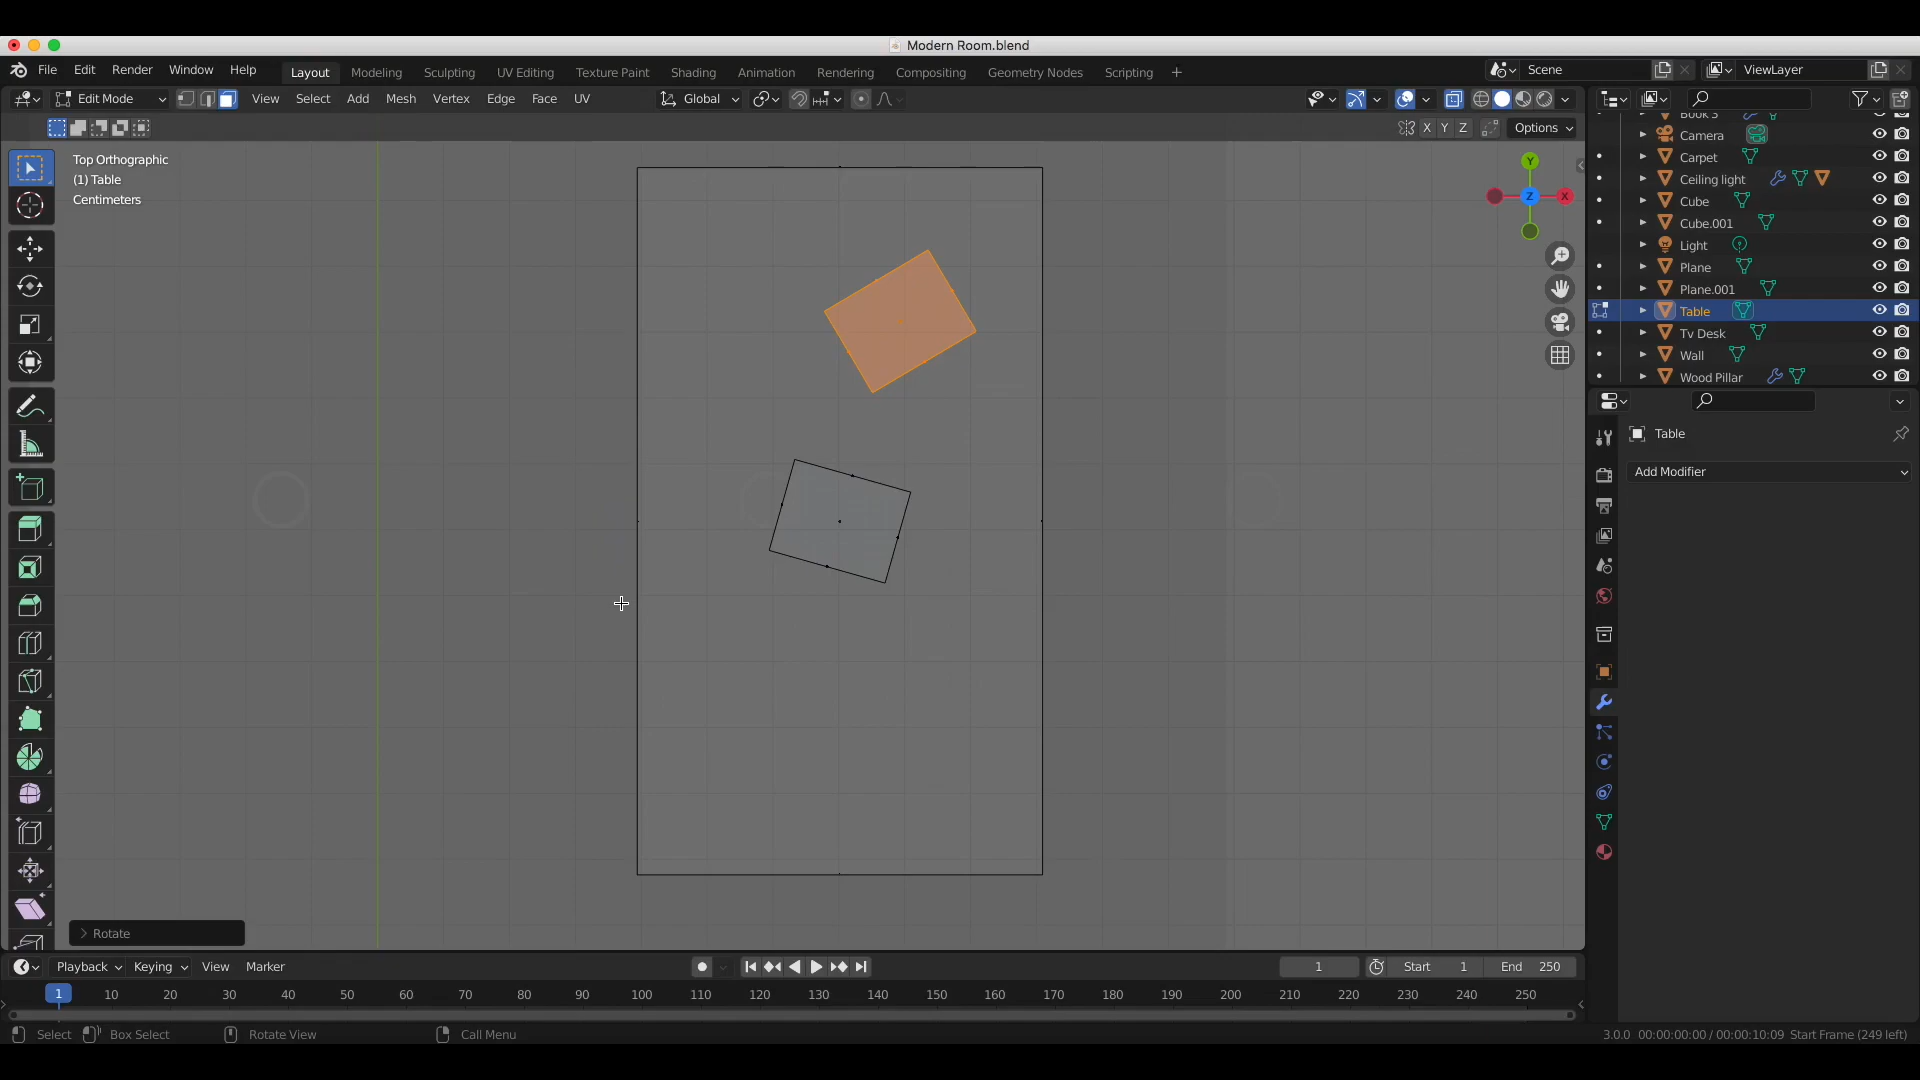 Modern Room.blend
File Edit Render Window Help Layout Modeling Sculpting UV Editing Texture Paint Shading Animation Rendering Compositing Geometry Nodes Scripting + Scene ViewLayer
Edit Mode View Select Add Mesh Vertex Edge Face UV Global
X Y Z Options
Top Orthographic
(1) Table
Centimeters
Y
Z X
Book 3
Camera
Carpet
Ceiling light
Cube
Cube.001
Light
Plane
Plane.001
Table
Tv Desk
Wall
Wood Pillar
Table
Add Modifier
Rotate
Playback Keying View Marker 1 Start 1 End 250
1 10 20 30 40 50 60 70 80 90 100 110 120 130 140 150 160 170 180 190 200 210 220 230 240 250
Select Box Select Rotate View Call Menu 3.0.0 00:00:00:00 / 00:00:10:09 Start Frame (249 left)